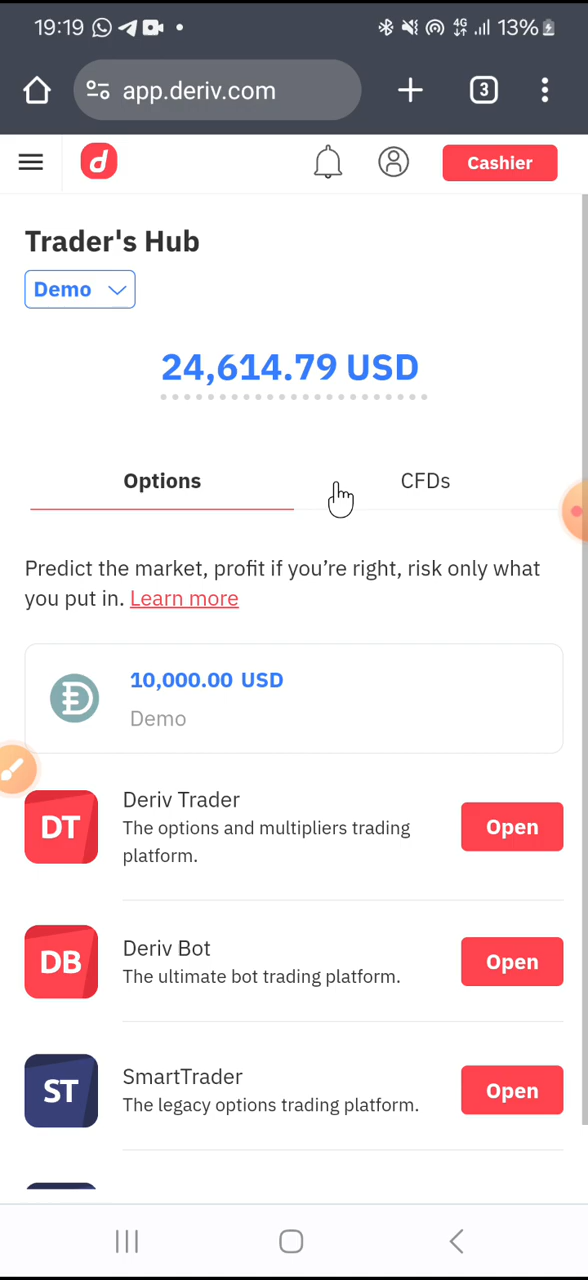 19:19 4G 13%
app.deriv.com 3
d Cashier
Trader's Hub
Demo
24,614.79 USD
Options CFDs
Predict the market, profit if you’re right, risk only what
you put in. Learn more
10,000.00 USD
Demo
DT Deriv Trader
The options and multipliers trading
platform.
Open
DB Deriv Bot
The ultimate bot trading platform.
Open
ST SmartTrader
The legacy options trading platform.
Open